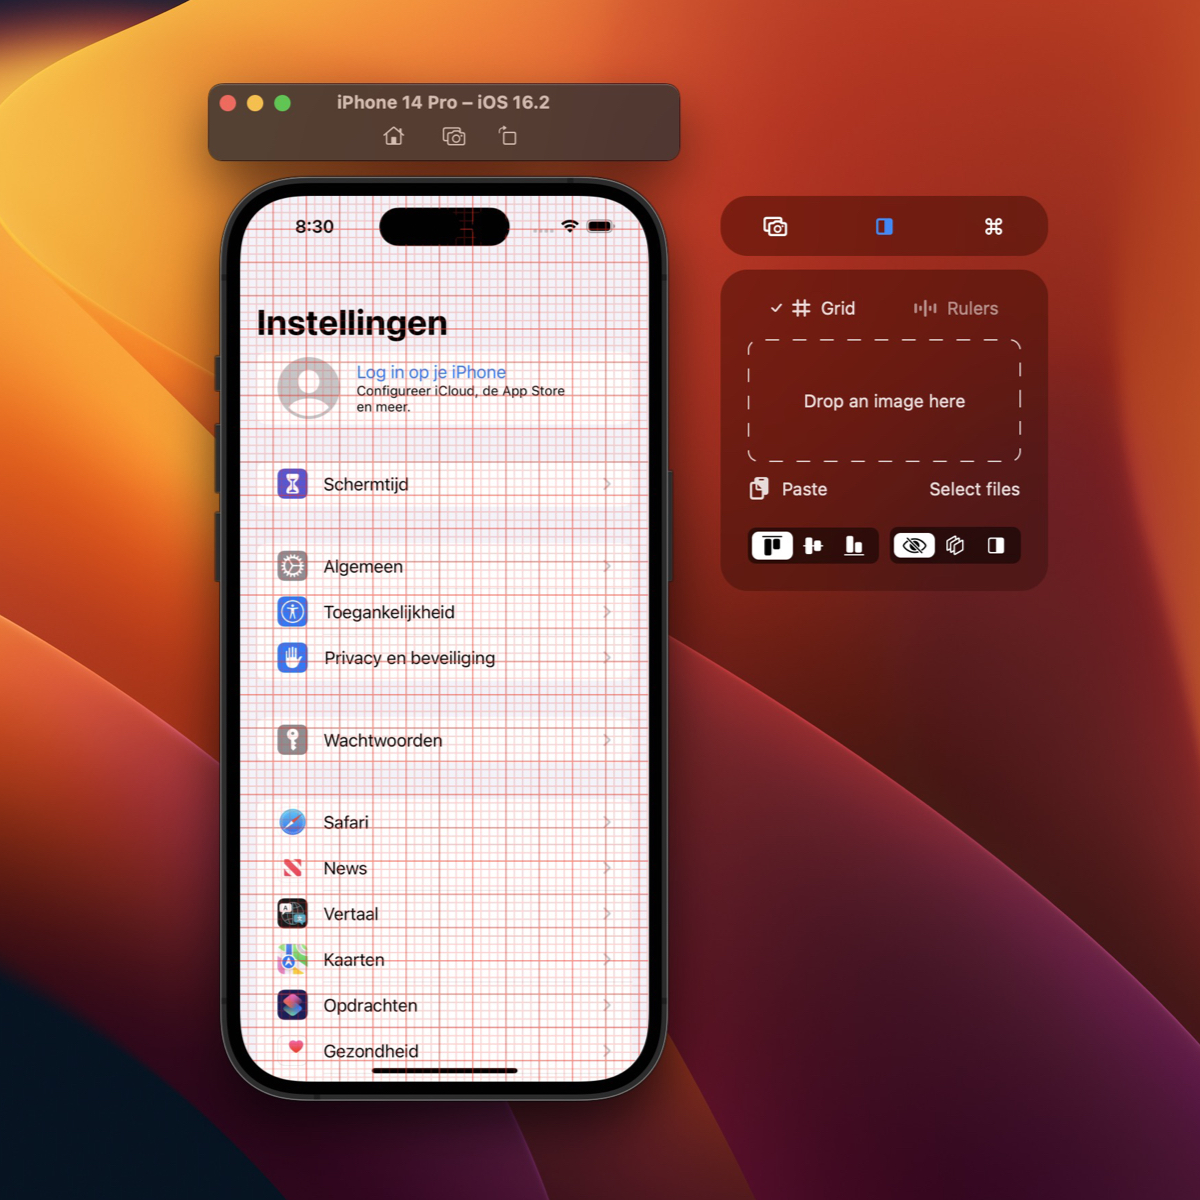 iPhone 14 Pro – iOS 16.2
8:30
Instellingen
Log in op je iPhone
Configureer iCloud, de App Store
en meer.
Schermtijd
Algemeen
Toegankelijkheid
Privacy en beveiliging
Wachtwoorden
Safari
News
Vertaal
Kaarten
Opdrachten
Gezondheid
Grid
Rulers
Drop an image here
Paste
Select files